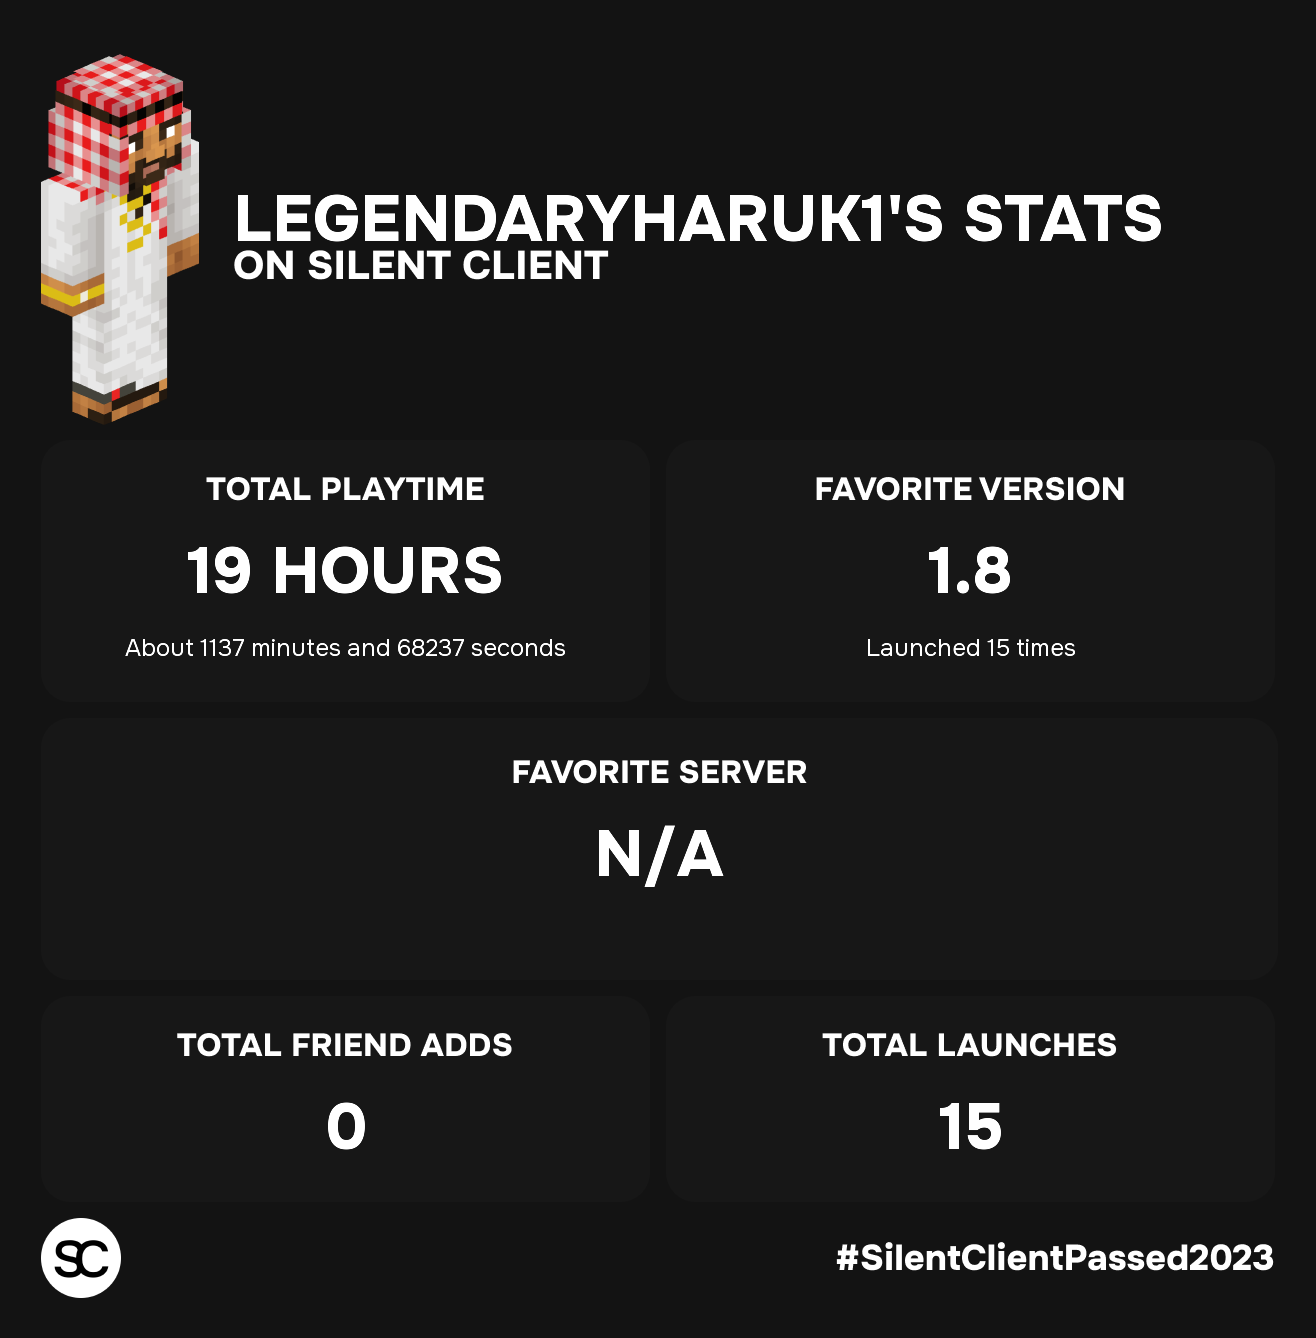 LEGENDARYHARUK1'S STATS
ON SILENT CLIENT
TOTAL PLAYTIME
19 HOURS
About 1137 minutes and 68237 seconds
FAVORITE VERSION
1.8
Launched 15 times
FAVORITE SERVER
N/A
TOTAL FRIEND ADDS
0
TOTAL LAUNCHES
15
SC
#SilentClientPassed2023